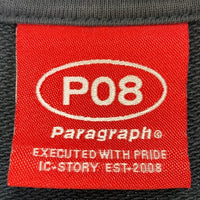 P08
Paragraph®
EXECUTED WITH PRIDE
IC-STORY EST-2008